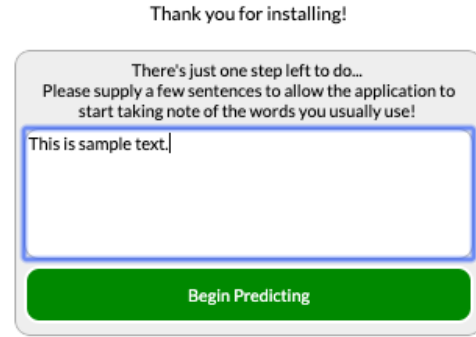 Thank you for installing!
There's just one step left to do...
Please supply a few sentences to allow the application to
start taking note of the words you usually use!
This is sample text.
Begin Predicting